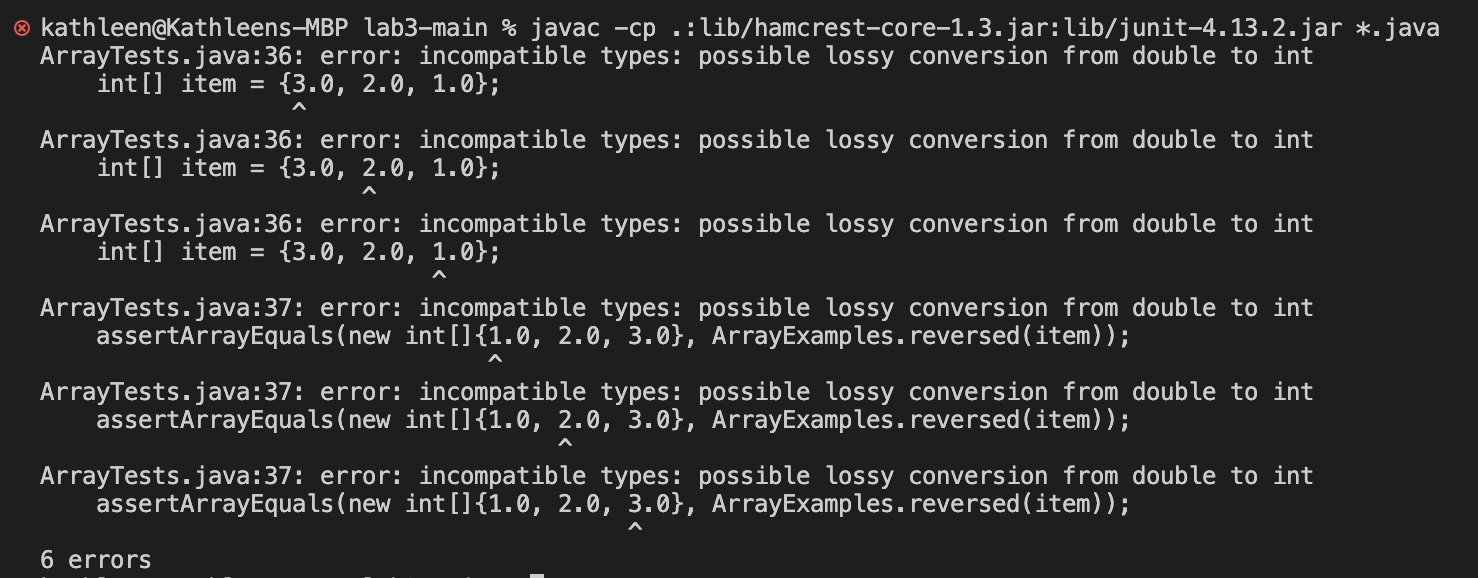 kathleen@Kathleens-MBP lab3-main % javac -cp .:lib/hamcrest-core-1.3.jar:lib/junit-4.13.2.jar *.java
ArrayTests.java:36: error: incompatible types: possible lossy conversion from double to int
    int[] item = {3.0, 2.0, 1.0};
                  ^
ArrayTests.java:36: error: incompatible types: possible lossy conversion from double to int
    int[] item = {3.0, 2.0, 1.0};
                       ^
ArrayTests.java:36: error: incompatible types: possible lossy conversion from double to int
    int[] item = {3.0, 2.0, 1.0};
                            ^
ArrayTests.java:37: error: incompatible types: possible lossy conversion from double to int
    assertArrayEquals(new int[]{1.0, 2.0, 3.0}, ArrayExamples.reversed(item));
                                ^
ArrayTests.java:37: error: incompatible types: possible lossy conversion from double to int
    assertArrayEquals(new int[]{1.0, 2.0, 3.0}, ArrayExamples.reversed(item));
                                     ^
ArrayTests.java:37: error: incompatible types: possible lossy conversion from double to int
    assertArrayEquals(new int[]{1.0, 2.0, 3.0}, ArrayExamples.reversed(item));
                                          ^
6 errors